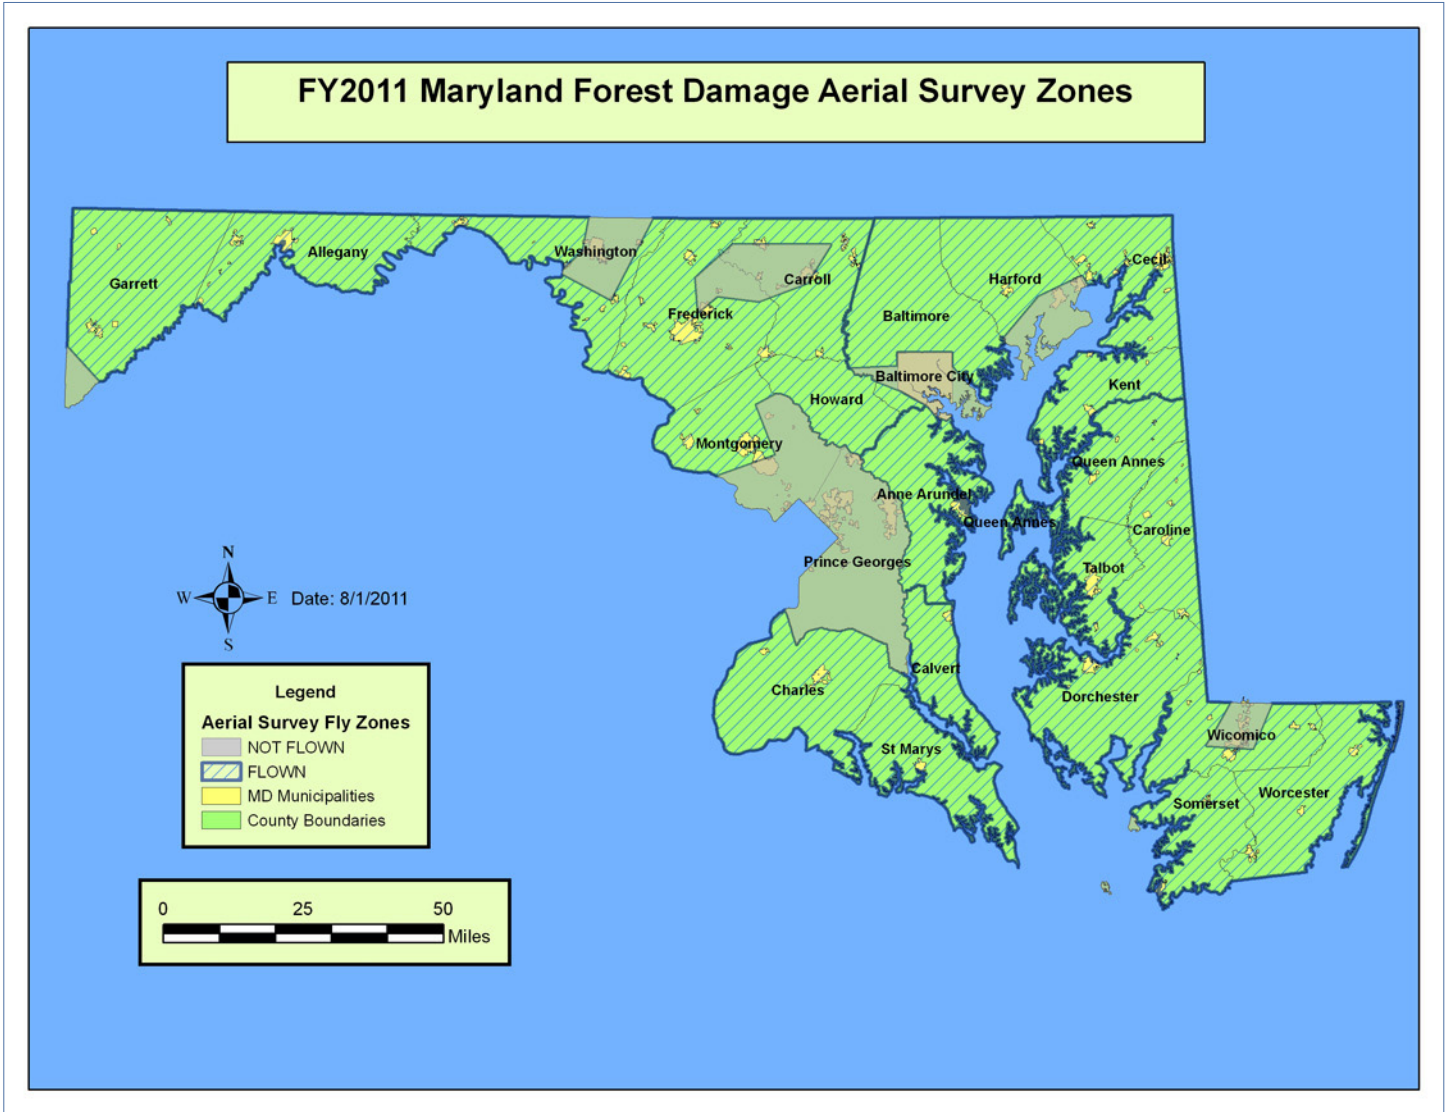 FY2011 Maryland Forest Damage Aerial Survey Zones
Garrett
Allegany
Washington
Carroll
Frederick
Baltimore
Harford
Cecil
Baltimore City
Howard
Kent
Montgomery
Queen Annes
Anne Arundel
Queen Annes
Caroline
Prince Georges
Talbot
Calvert
Charles
Dorchester
St Marys
Wicomico
Somerset
Worcester
N
W E
S
Date: 8/1/2011
Legend
Aerial Survey Fly Zones
NOT FLOWN
FLOWN
MD Municipalities
County Boundaries
0 25 50
Miles